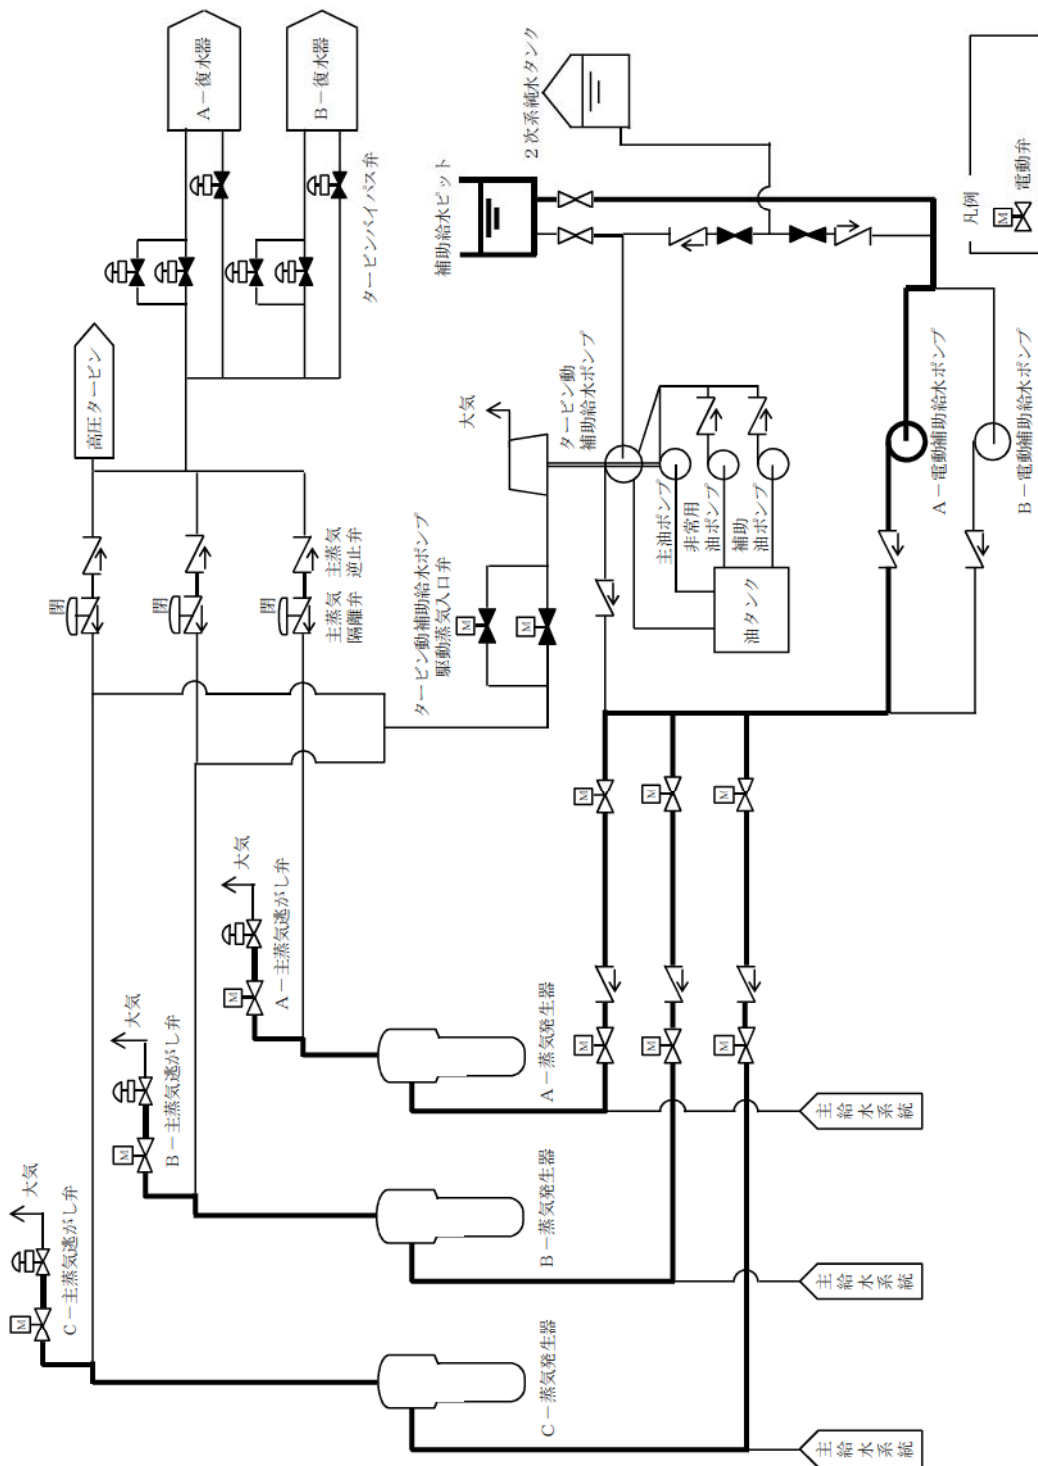 A－復水器
B－復水器
タービンバイパス弁
高圧タービン
閉
閉
閉
主蒸気
隔離弁
主蒸気
逆止弁
2次系純水タンク
補助給水ピット
大気
タービン動
補助給水ポンプ
タービン動補助給水ポンプ
駆動蒸気入口弁
M
M
主油ポンプ
非常用
油ポンプ
補助
油ポンプ
油タンク
A－電動補助給水ポンプ
B－電動補助給水ポンプ
凡例
M
電動弁
大気
M
A－主蒸気逃がし弁
大気
M
B－主蒸気逃がし弁
大気
M
C－主蒸気逃がし弁
M
M
M
M
M
M
A－蒸気発生器
B－蒸気発生器
C－蒸気発生器
主給水系統
主給水系統
主給水系統